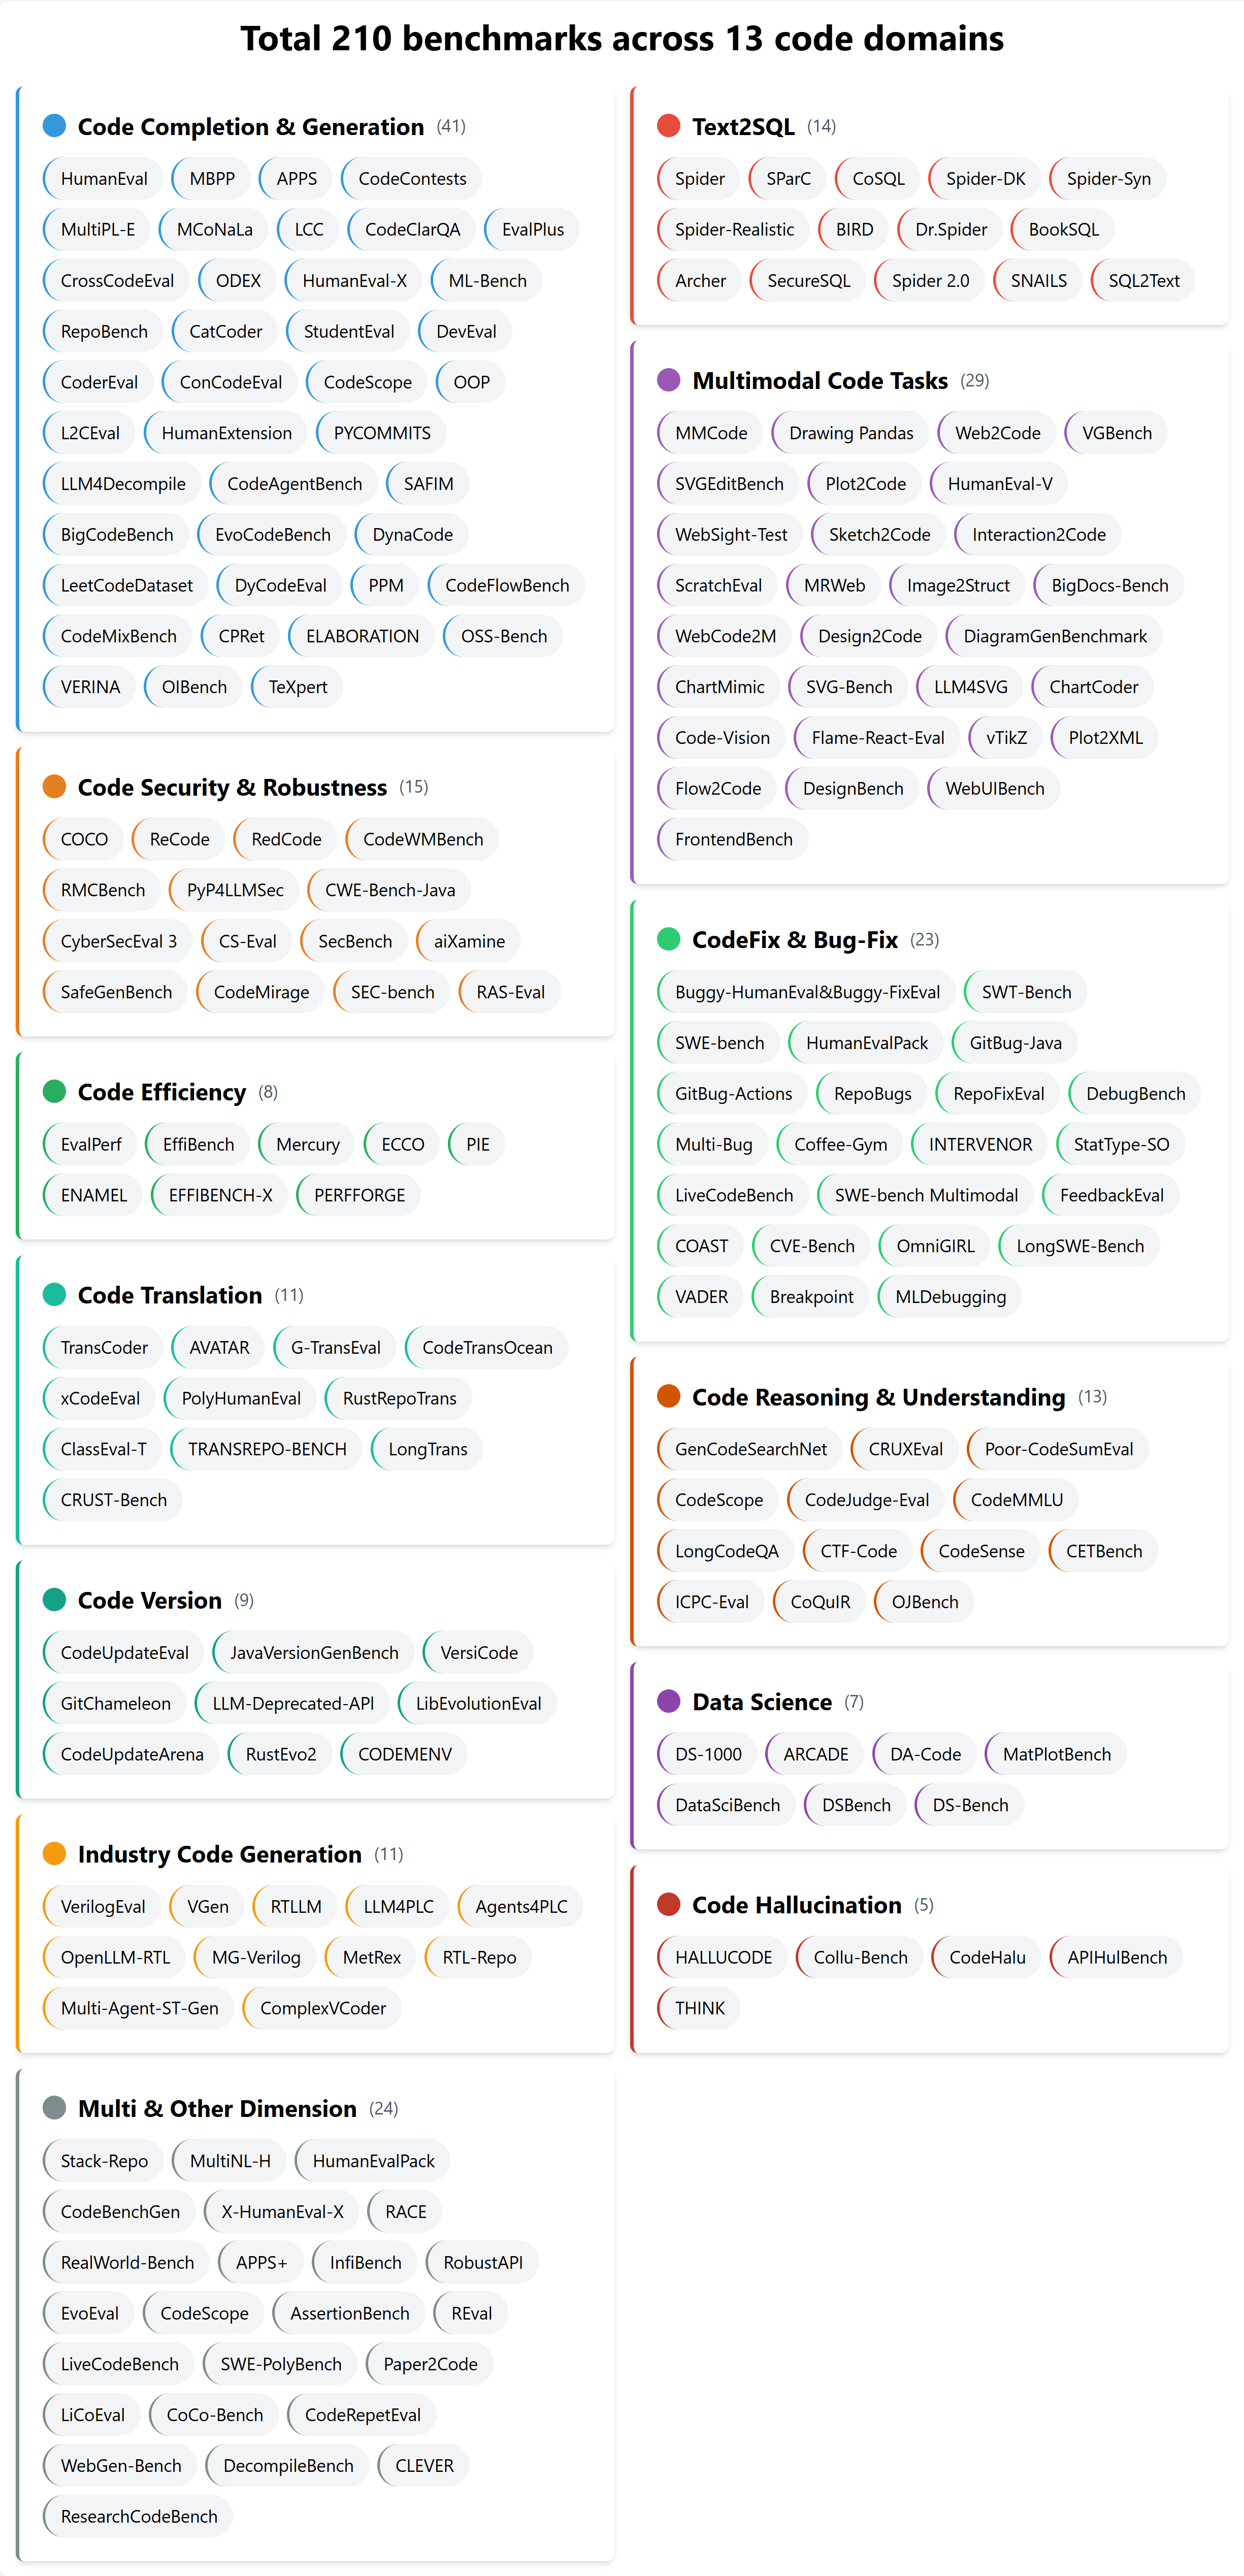 Total 210 benchmarks across 13 code domains
Code Completion & Generation (41)
HumanEval MBPP APPS CodeContests
MultiPL-E MCoNaLa LCC CodeClarQA EvalPlus
CrossCodeEval ODEX HumanEval-X ML-Bench
RepoBench CatCoder StudentEval DevEval
CoderEval ConCodeEval CodeScope OOP
L2CEval HumanExtension PYCOMMITS
LLM4Decompile CodeAgentBench SAFIM
BigCodeBench EvoCodeBench DynaCode
LeetCodeDataset DyCodeEval PPM CodeFlowBench
CodeMixBench CPRet ELABORATION OSS-Bench
VERINA OIBench TeXpert
Code Security & Robustness (15)
COCO ReCode RedCode CodeWMBench
RMCBench PyP4LLMSec CWE-Bench-Java
CyberSecEval 3 CS-Eval SecBench aiXamine
SafeGenBench CodeMirage SEC-bench RAS-Eval
Code Efficiency (8)
EvalPerf EffiBench Mercury ECCO PIE
ENAMEL EFFIBENCH-X PERFFORGE
Code Translation (11)
TransCoder AVATAR G-TransEval CodeTransOcean
xCodeEval PolyHumanEval RustRepoTrans
ClassEval-T TRANSREPO-BENCH LongTrans
CRUST-Bench
Code Version (9)
CodeUpdateEval JavaVersionGenBench VersiCode
GitChameleon LLM-Deprecated-APl LibEvolutionEval
CodeUpdateArena RustEvo2 CODEMENV
Industry Code Generation (11)
VerilogEval VGen RTLLM LLM4PLC Agents4PLC
OpenLLM-RTL MG-Verilog MetRex RTL-Repo
Multi-Agent-ST-Gen ComplexVCoder
Multi & Other Dimension (24)
Stack-Repo MultiNL-H HumanEvalPack
CodeBenchGen X-HumanEval-X RACE
RealWorld-Bench APPS+ InfiBench RobustAPI
EvoEval CodeScope AssertionBench REval
LiveCodeBench SWE-PolyBench Paper2Code
LiCoEval CoCo-Bench CodeRepetEval
WebGen-Bench DecompileBench CLEVER
ResearchCodeBench
Text2SQL (14)
Spider SParC CoSQL Spider-DK Spider-Syn
Spider-Realistic BIRD Dr.Spider BookSQL
Archer SecureSQL Spider 2.0 SNAILS SQL2Text
Multimodal Code Tasks (29)
MMCode Drawing Pandas Web2Code VGBench
SVGEditBench Plot2Code HumanEval-V
WebSight-Test Sketch2Code Interaction2Code
ScratchEval MRWeb Image2Struct BigDocs-Bench
WebCode2M Design2Code DiagramGenBenchmark
ChartMimic SVG-Bench LLM4SVG ChartCoder
Code-Vision Flame-React-Eval vTikZ Plot2XML
Flow2Code DesignBench WebUIBench
FrontendBench
CodeFix & Bug-Fix (23)
Buggy-HumanEval&Buggy-FixEval SWT-Bench
SWE-bench HumanEvalPack GitBug-Java
GitBug-Actions RepoBugs RepoFixEval DebugBench
Multi-Bug Coffee-Gym INTERVENOR StatType-SO
LiveCodeBench SWE-bench Multimodal FeedbackEval
COAST CVE-Bench OmniGIRL LongSWE-Bench
VADER Breakpoint MLDebugging
Code Reasoning & Understanding (13)
GenCodeSearchNet CRUXEval Poor-CodeSumEval
CodeScope CodeJudge-Eval CodeMMLU
LongCodeQA CTF-Code CodeSense CETBench
ICPC-Eval CoQuIR OJBench
Data Science (7)
DS-1000 ARCADE DA-Code MatPlotBench
DataSciBench DSBench DS-Bench
Code Hallucination (5)
HALLUCODE Collu-Bench CodeHalu APIHulBench
THINK